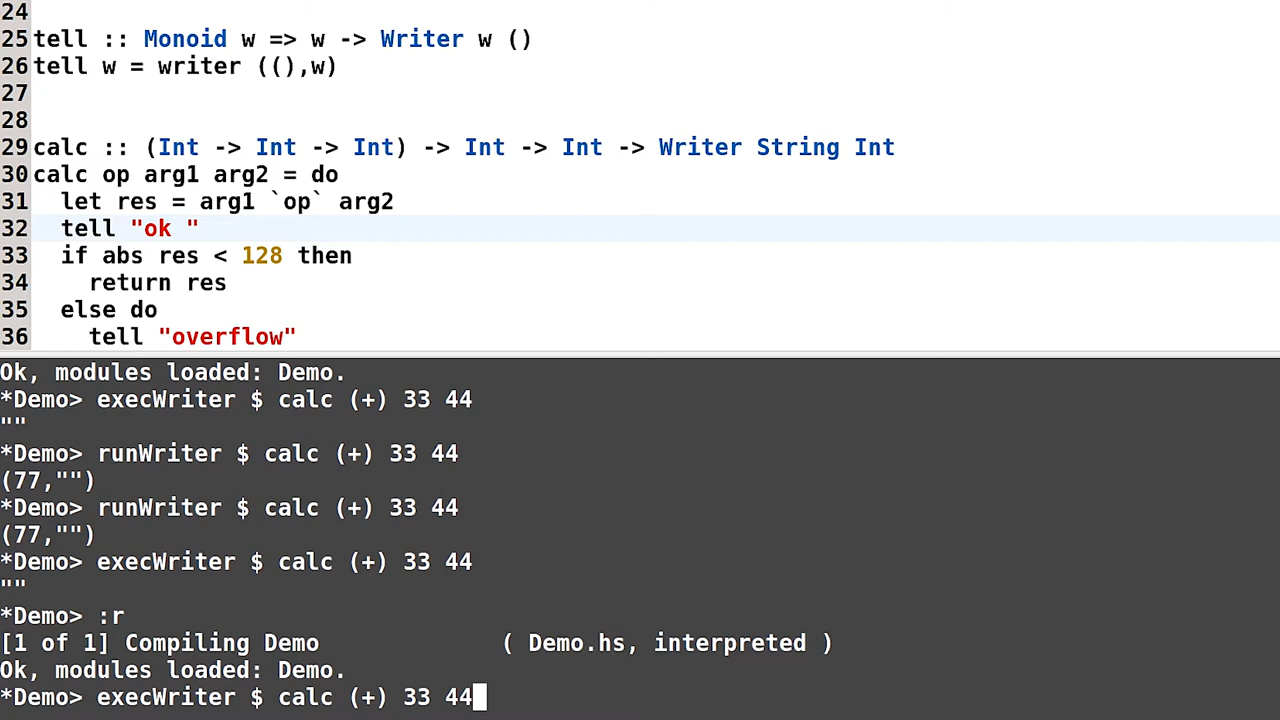 24
25 tell :: Monoid w => w -> Writer w ()
26 tell w = writer ((),w)
27
28
29 calc :: (Int -> Int -> Int) -> Int -> Int -> Writer String Int
30 calc op arg1 arg2 = do
31   let res = arg1 `op` arg2
32   tell "ok "
33   if abs res < 128 then
34     return res
35   else do
36     tell "overflow"
Ok, modules loaded: Demo.
*Demo> execWriter $ calc (+) 33 44
""
*Demo> runWriter $ calc (+) 33 44
(77,"")
*Demo> runWriter $ calc (+) 33 44
(77,"")
*Demo> execWriter $ calc (+) 33 44
""
*Demo> :r
[1 of 1] Compiling Demo             ( Demo.hs, interpreted )
Ok, modules loaded: Demo.
*Demo> execWriter $ calc (+) 33 44